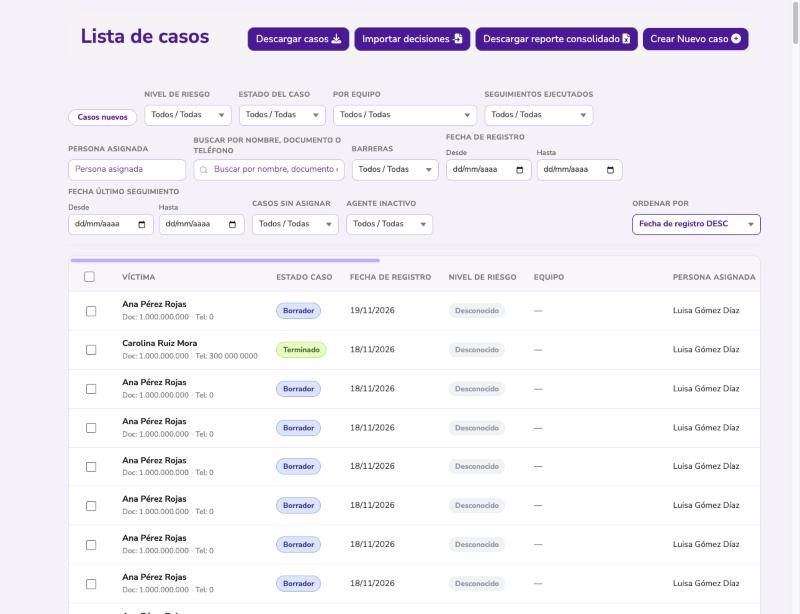 Lista de casos
Descargar casos
Importar decisiones
Descargar reporte consolidado
Crear Nuevo caso
Casos nuevos
NIVEL DE RIESGO
Todos / Todas
ESTADO DEL CASO
Todos / Todas
POR EQUIPO
Todos / Todas
SEGUIMIENTOS EJECUTADOS
Todos / Todas
PERSONA ASIGNADA
Persona asignada
BUSCAR POR NOMBRE, DOCUMENTO O
TELÉFONO
Buscar por nombre, documento
BARRERAS
Todos / Todas
FECHA DE REGISTRO
Desde
dd/mm/aaaa
Hasta
dd/mm/aaaa
FECHA ÚLTIMO SEGUIMIENTO
Desde
dd/mm/aaaa
Hasta
dd/mm/aaaa
CASOS SIN ASIGNAR
Todos / Todas
AGENTE INACTIVO
Todos / Todas
ORDENAR POR
Fecha de registro DESC
VÍCTIMA ESTADO CASO FECHA DE REGISTRO NIVEL DE RIESGO EQUIPO PERSONA ASIGNADA
Ana Pérez Rojas
Doc: 1.000.000.000 · Tel: 0
Borrador 19/11/2026 Desconocido — Luisa Gómez Díaz
Carolina Ruiz Mora
Doc: 1.000.000.000 · Tel: 300 000 0000
Terminado 18/11/2026 Desconocido — Luisa Gómez Díaz
Ana Pérez Rojas
Doc: 1.000.000.000 · Tel: 0
Borrador 18/11/2026 Desconocido — Luisa Gómez Díaz
Ana Pérez Rojas
Doc: 1.000.000.000 · Tel: 0
Borrador 18/11/2026 Desconocido — Luisa Gómez Díaz
Ana Pérez Rojas
Doc: 1.000.000.000 · Tel: 0
Borrador 18/11/2026 Desconocido — Luisa Gómez Díaz
Ana Pérez Rojas
Doc: 1.000.000.000 · Tel: 0
Borrador 18/11/2026 Desconocido — Luisa Gómez Díaz
Ana Pérez Rojas
Doc: 1.000.000.000 · Tel: 0
Borrador 18/11/2026 Desconocido — Luisa Gómez Díaz
Ana Pérez Rojas
Doc: 1.000.000.000 · Tel: 0
Borrador 18/11/2026 Desconocido — Luisa Gómez Díaz